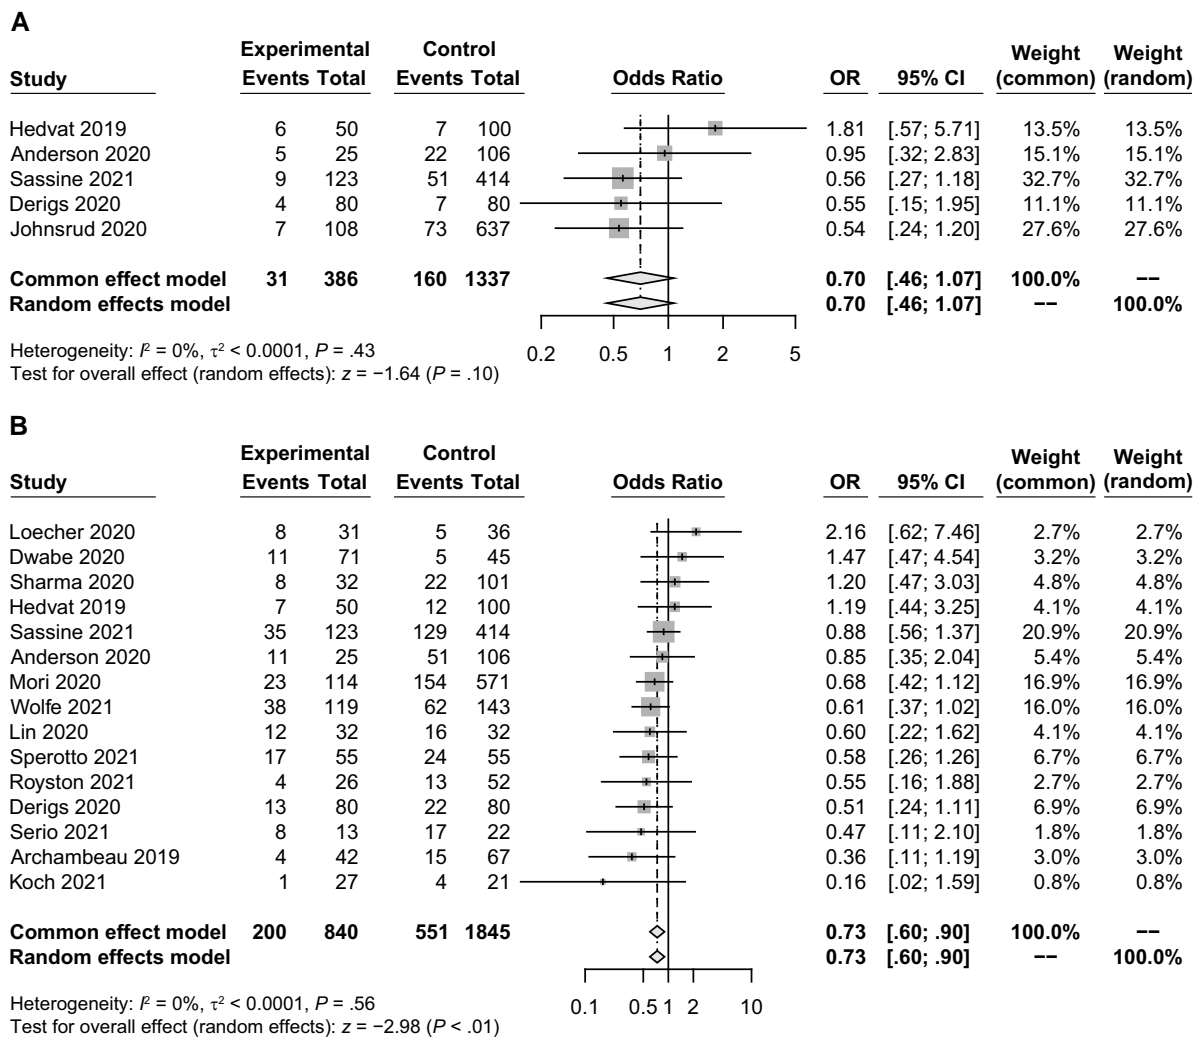 A
Experimental Control Weight Weight
Study Events Total Events Total Odds Ratio OR 95% CI (common) (random)
Hedvat 2019 6 50 7 100 1.81 [.57; 5.71] 13.5% 13.5%
Anderson 2020 5 25 22 106 0.95 [.32; 2.83] 15.1% 15.1%
Sassine 2021 9 123 51 414 0.56 [.27; 1.18] 32.7% 32.7%
Derigs 2020 4 80 7 80 0.55 [.15; 1.95] 11.1% 11.1%
Johnsrud 2020 7 108 73 637 0.54 [.24; 1.20] 27.6% 27.6%
Common effect model 31 386 160 1337 0.70 [.46; 1.07] 100.0% −−
Random effects model 0.70 [.46; 1.07] −− 100.0%
0.2 0.5 1 2 5
Heterogeneity: I² = 0%, τ² < 0.0001, P = .43
Test for overall effect (random effects): z = −1.64 (P = .10)
B
Experimental Control Weight Weight
Study Events Total Events Total Odds Ratio OR 95% CI (common) (random)
Loecher 2020 8 31 5 36 2.16 [.62; 7.46] 2.7% 2.7%
Dwabe 2020 11 71 5 45 1.47 [.47; 4.54] 3.2% 3.2%
Sharma 2020 8 32 22 101 1.20 [.47; 3.03] 4.8% 4.8%
Hedvat 2019 7 50 12 100 1.19 [.44; 3.25] 4.1% 4.1%
Sassine 2021 35 123 129 414 0.88 [.56; 1.37] 20.9% 20.9%
Anderson 2020 11 25 51 106 0.85 [.35; 2.04] 5.4% 5.4%
Mori 2020 23 114 154 571 0.68 [.42; 1.12] 16.9% 16.9%
Wolfe 2021 38 119 62 143 0.61 [.37; 1.02] 16.0% 16.0%
Lin 2020 12 32 16 32 0.60 [.22; 1.62] 4.1% 4.1%
Sperotto 2021 17 55 24 55 0.58 [.26; 1.26] 6.7% 6.7%
Royston 2021 4 26 13 52 0.55 [.16; 1.88] 2.7% 2.7%
Derigs 2020 13 80 22 80 0.51 [.24; 1.11] 6.9% 6.9%
Serio 2021 8 13 17 22 0.47 [.11; 2.10] 1.8% 1.8%
Archambeau 2019 4 42 15 67 0.36 [.11; 1.19] 3.0% 3.0%
Koch 2021 1 27 4 21 0.16 [.02; 1.59] 0.8% 0.8%
Common effect model 200 840 551 1845 0.73 [.60; .90] 100.0% −−
Random effects model 0.73 [.60; .90] −− 100.0%
0.1 0.5 1 2 10
Heterogeneity: I² = 0%, τ² < 0.0001, P = .56
Test for overall effect (random effects): z = −2.98 (P < .01)